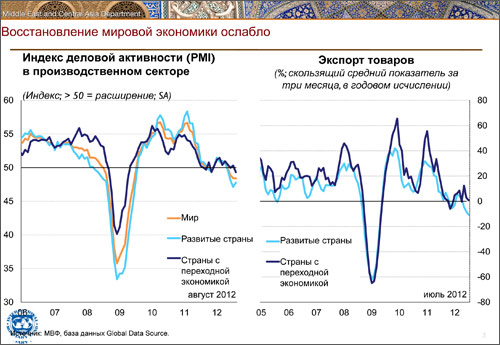 Middle East and Central Asia Department
Восстановление мировой экономики ослабло
Индекс деловой активности (PMI)
в производственном секторе
(Индекс; > 50 = расширение; SA)
60
55
50
45
40
35
30
Мир
Развитые страны
Страны с
переходной
экономикой
август 2012
06 07 08 09 10 11 12
Экспорт товаров
(%; скользящий средний показатель за
три месяца, в годовом исчислении)
80
60
40
20
0
-20
-40
-60
-80
Развитые страны
Страны с
переходной
экономикой
июль 2012
05 06 07 08 09 10 11 12
Источник: МВФ, база данных Global Data Source.